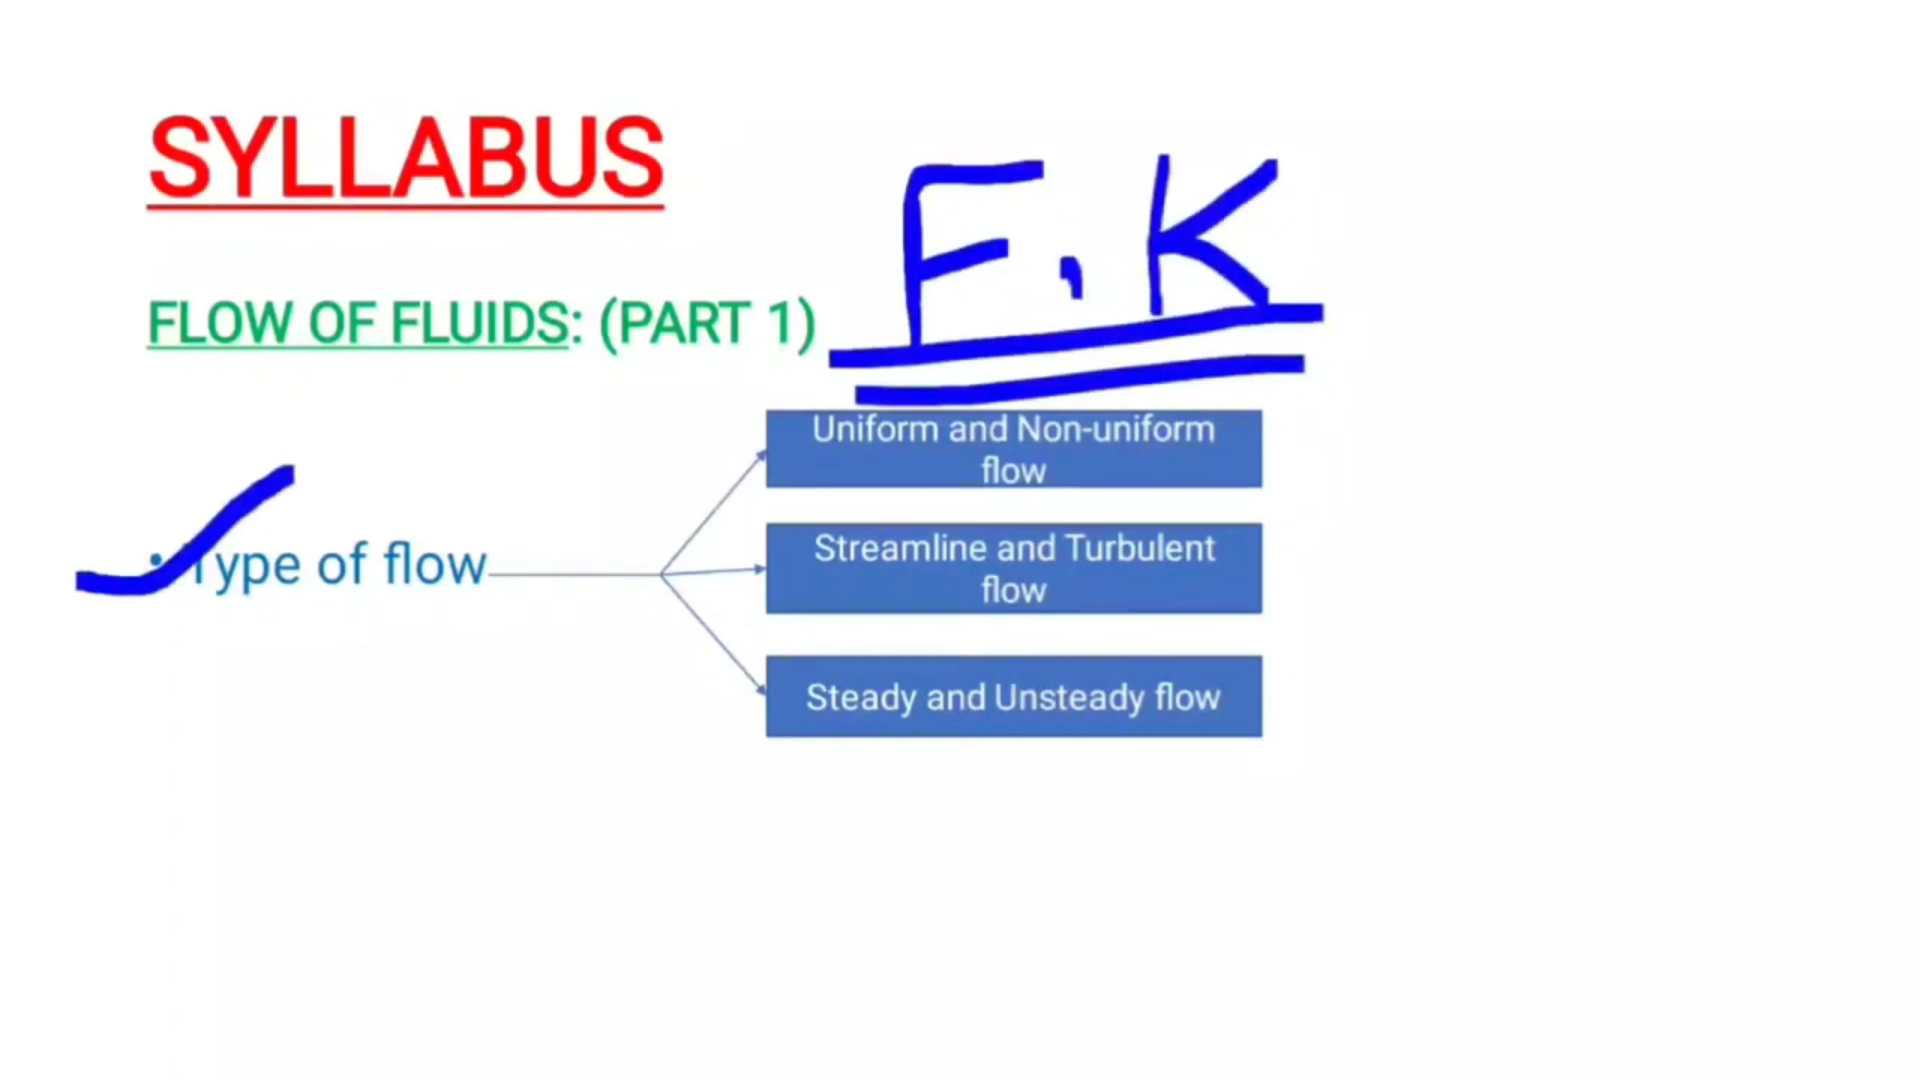 SYLLABUS
F.K
FLOW OF FLUIDS: (PART 1)
Uniform and Non-uniform
flow
• Type of flow
Streamline and Turbulent
flow
Steady and Unsteady flow